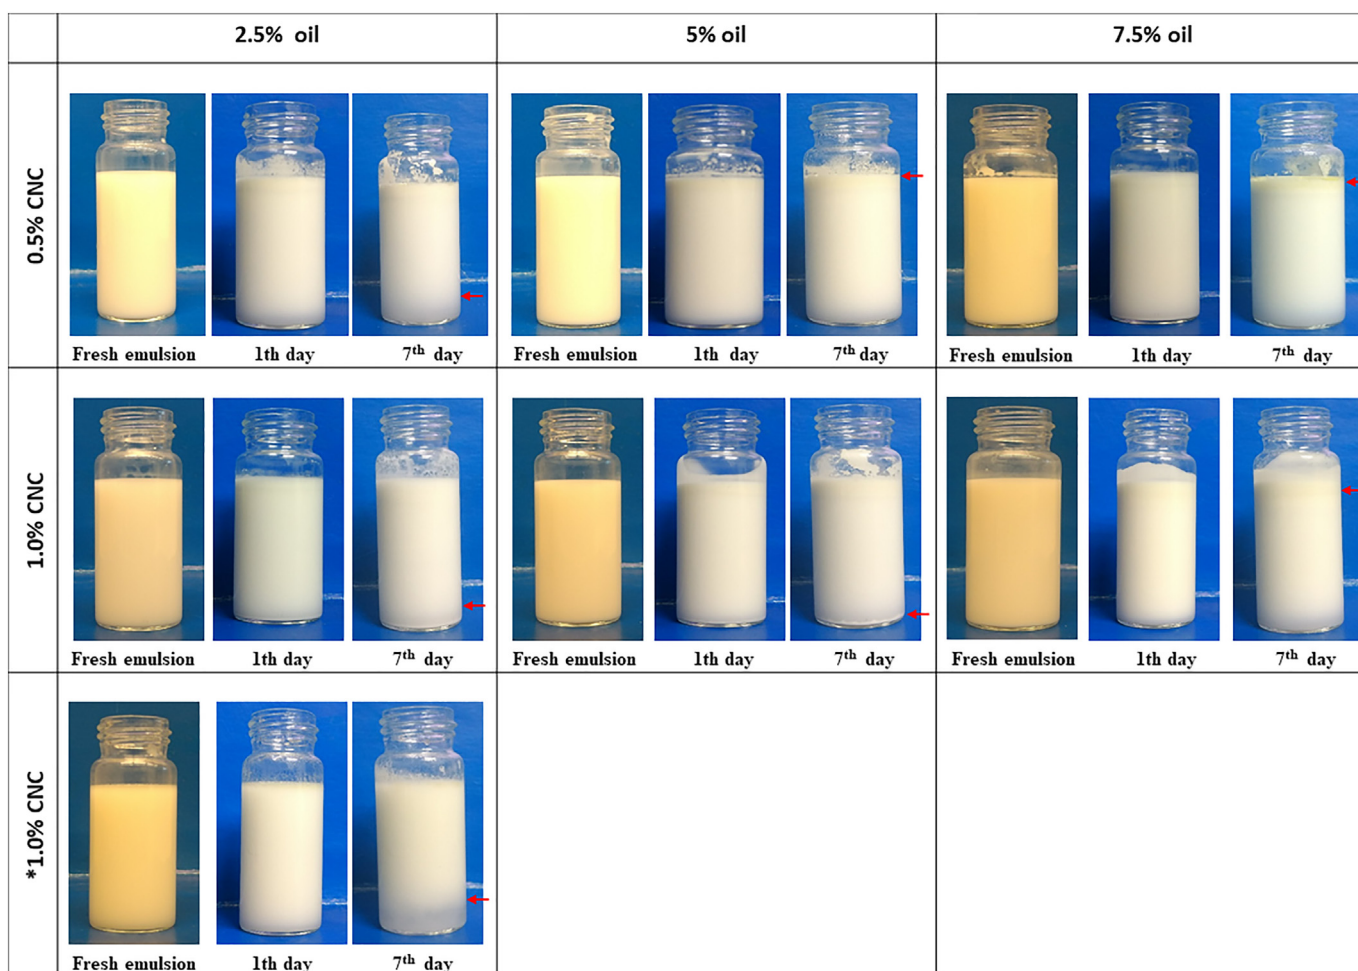 2.5% oil
5% oil
7.5% oil
0.5% CNC
Fresh emulsion
1th day
7th day
Fresh emulsion
1th day
7th day
Fresh emulsion
1th day
7th day
1.0% CNC
Fresh emulsion
1th day
7th day
Fresh emulsion
1th day
7th day
Fresh emulsion
1th day
7th day
*1.0% CNC
Fresh emulsion
1th day
7th day